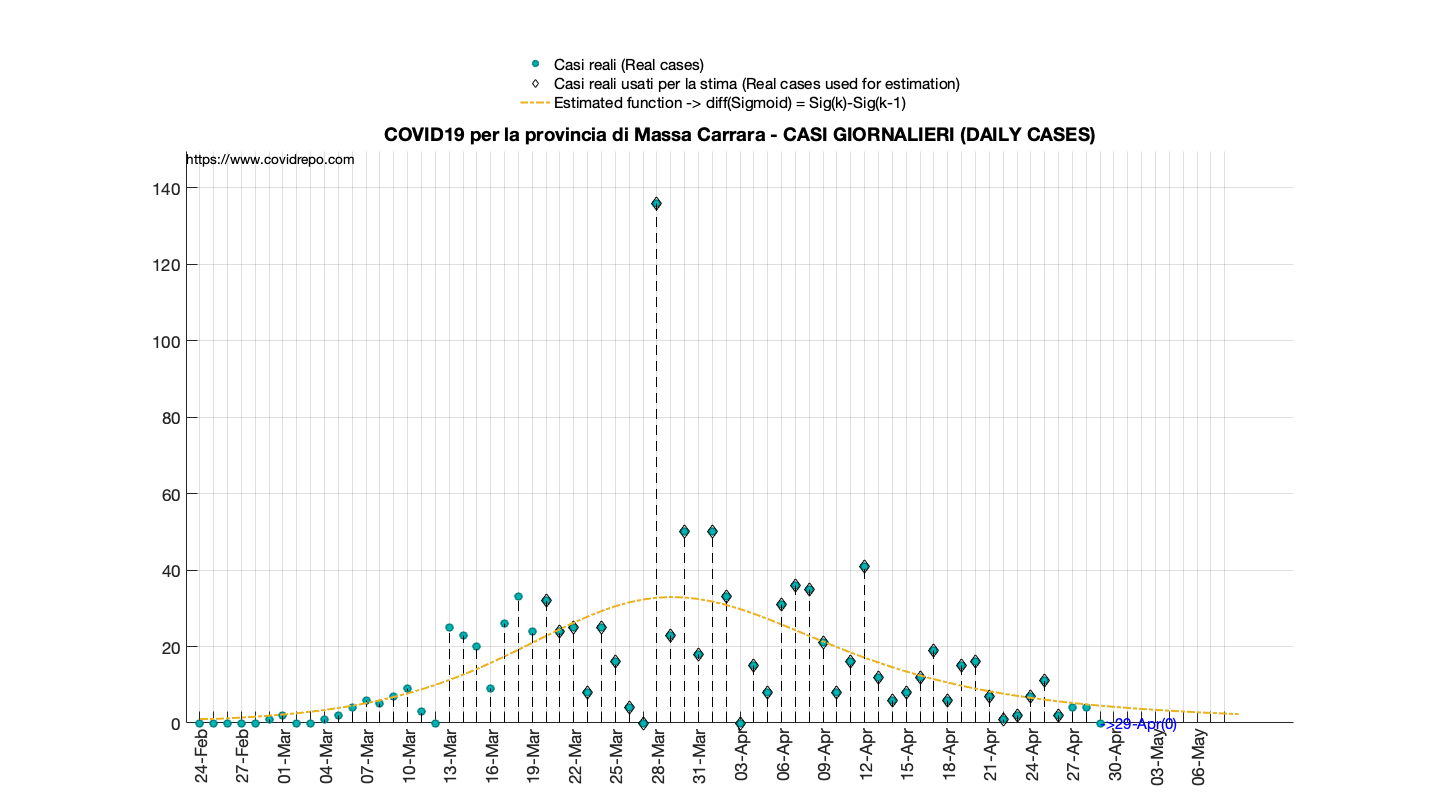 Casi reali (Real cases)
Casi reali usati per la stima (Real cases used for estimation)
Estimated function -> diff(Sigmoid) = Sig(k)-Sig(k-1)
COVID19 per la provincia di Massa Carrara - CASI GIORNALIERI (DAILY CASES)
https://www.covidrepo.com
140
120
100
80
60
40
20
0
->29-Apr(0)
24-Feb
27-Feb
01-Mar
04-Mar
07-Mar
10-Mar
13-Mar
16-Mar
19-Mar
22-Mar
25-Mar
28-Mar
31-Mar
03-Apr
06-Apr
09-Apr
12-Apr
15-Apr
18-Apr
21-Apr
24-Apr
27-Apr
30-Apr
03-May
06-May